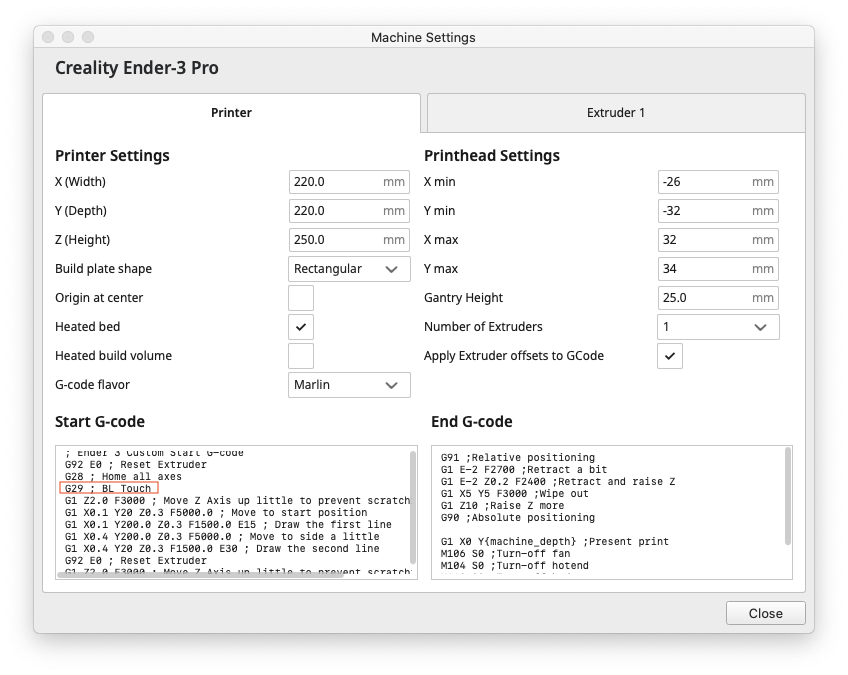 Machine Settings
Creality Ender-3 Pro
Printer
Extruder 1
Printer Settings
X (Width) 220.0 mm
Y (Depth) 220.0 mm
Z (Height) 250.0 mm
Build plate shape Rectangular
Origin at center
Heated bed
Heated build volume
G-code flavor Marlin
Printhead Settings
X min -26 mm
Y min -32 mm
X max 32 mm
Y max 34 mm
Gantry Height 25.0 mm
Number of Extruders 1
Apply Extruder offsets to GCode
Start G-code
; Ender 3 Custom Start G-code
G92 E0 ; Reset Extruder
G28 ; Home all axes
G29 ; BL Touch
G1 Z2.0 F3000 ; Move Z Axis up little to prevent scratch
G1 X0.1 Y20 Z0.3 F5000.0 ; Move to start position
G1 X0.1 Y200.0 Z0.3 F1500.0 E15 ; Draw the first line
G1 X0.4 Y200.0 Z0.3 F5000.0 ; Move to side a little
G1 X0.4 Y20 Z0.3 F1500.0 E30 ; Draw the second line
G92 E0 ; Reset Extruder
G1 Z2.0 F3000 ; Move Z Axis up little to prevent scratch
End G-code
G91 ;Relative positioning
G1 E-2 F2700 ;Retract a bit
G1 E-2 Z0.2 F2400 ;Retract and raise Z
G1 X5 Y5 F3000 ;Wipe out
G1 Z10 ;Raise Z more
G90 ;Absolute positioning
G1 X0 Y{machine_depth} ;Present print
M106 S0 ;Turn-off fan
M104 S0 ;Turn-off hotend
Close